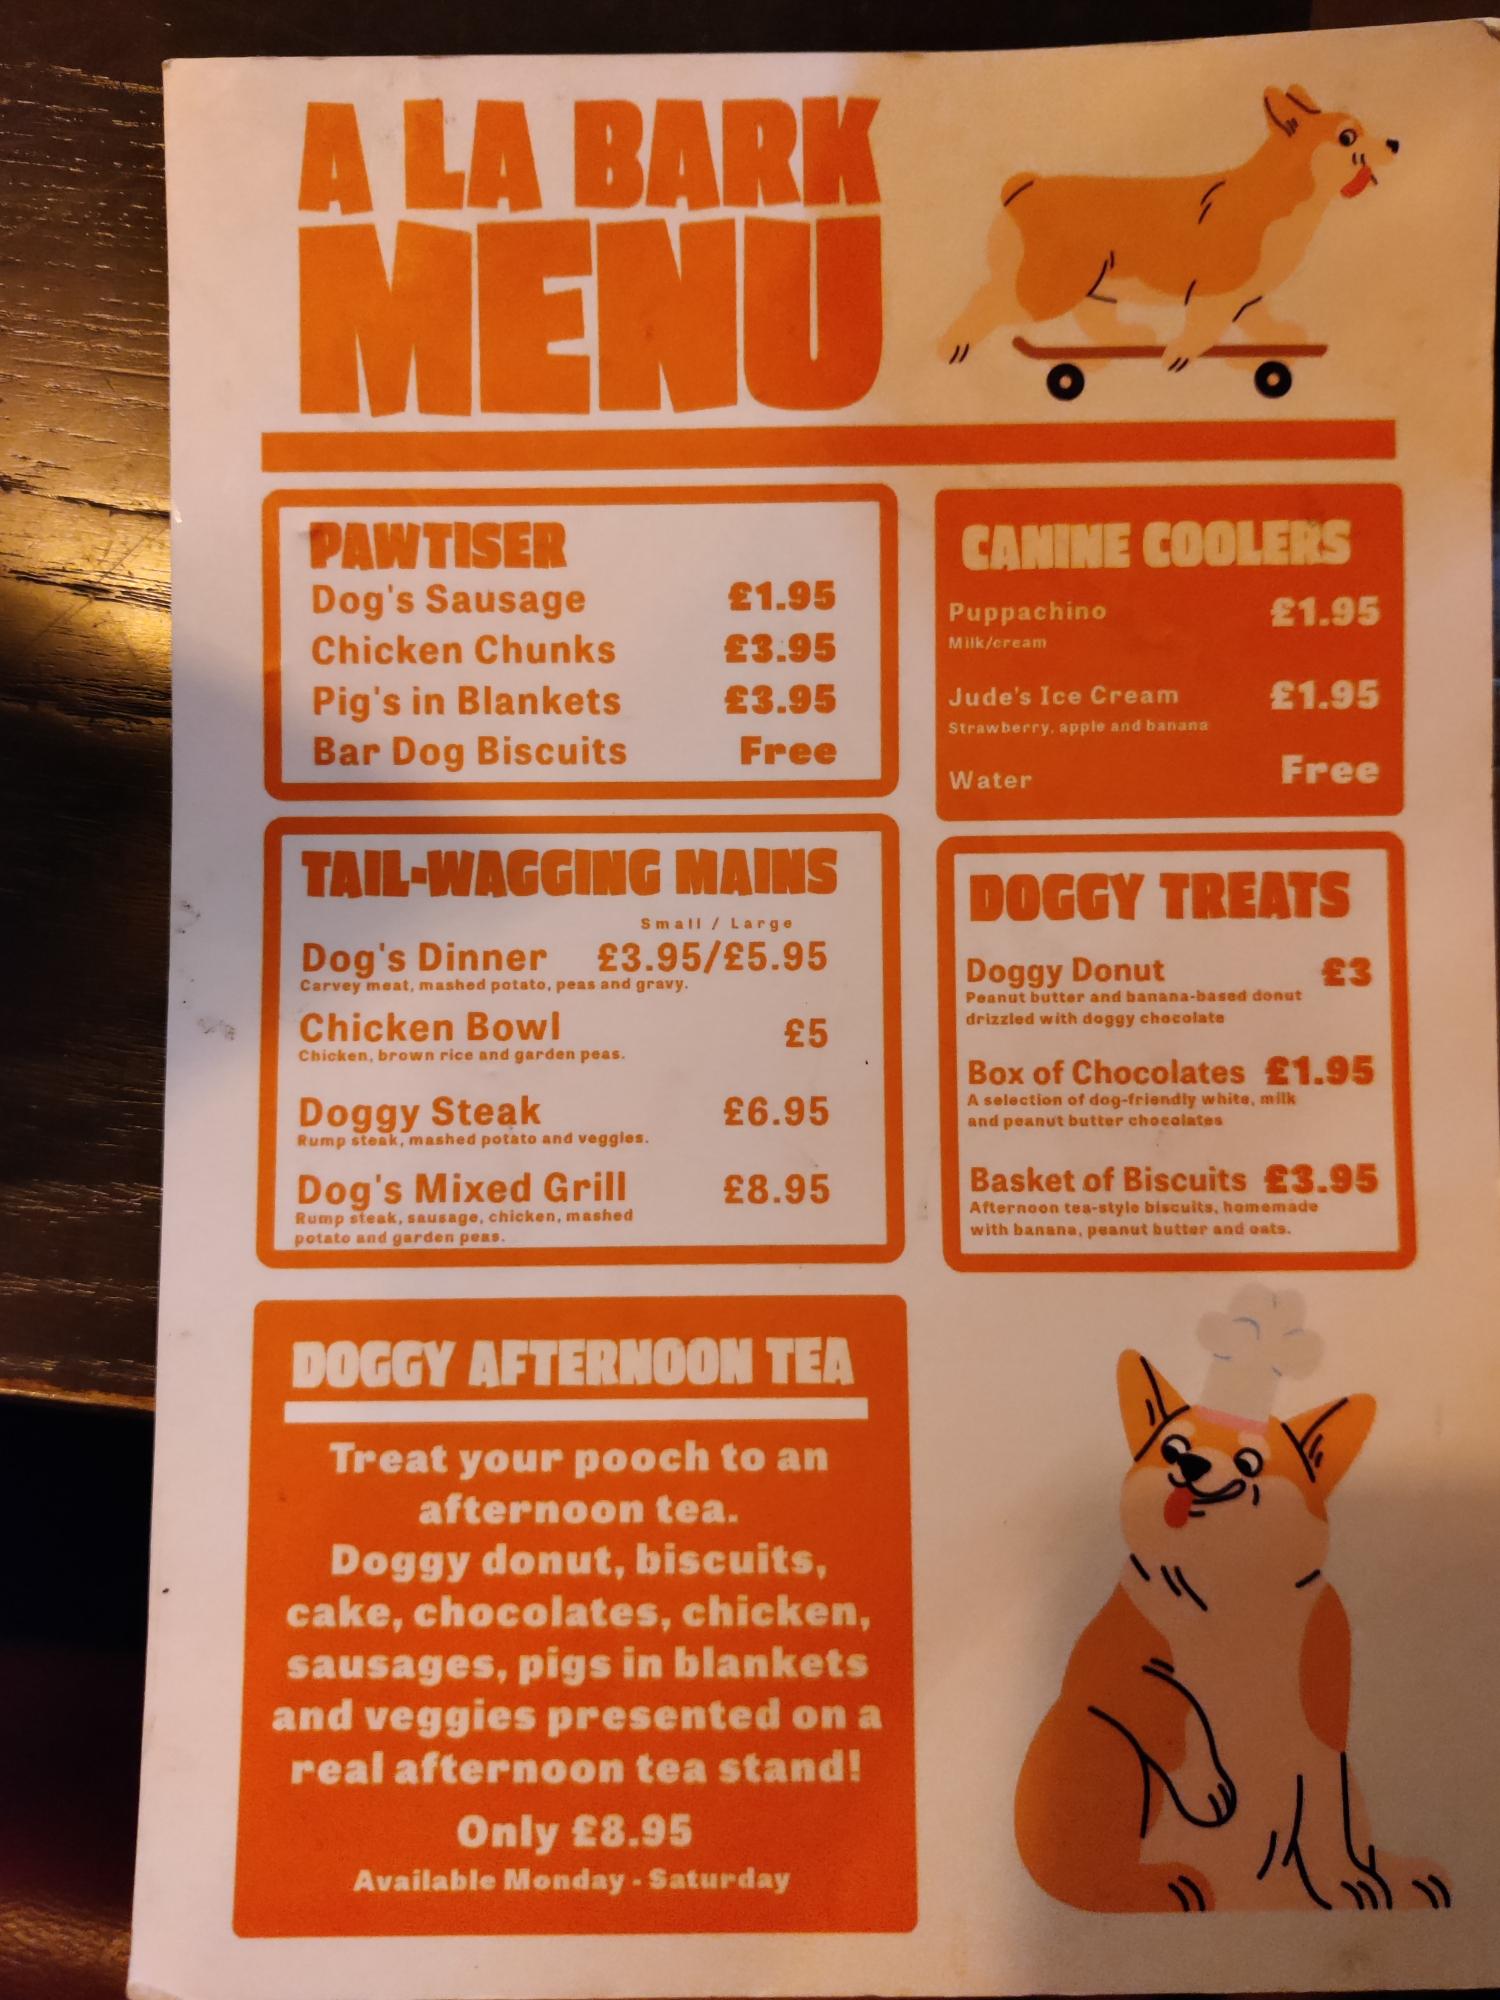 A LA BARK
MENU
PAWTISER
Dog's Sausage £1.95
Chicken Chunks £3.95
Pig's in Blankets £3.95
Bar Dog Biscuits Free
CANINE COOLERS
Puppachino £1.95
Milk/cream
Jude's Ice Cream £1.95
Strawberry, apple and banana
Water Free
TAIL-WAGGING MAINS
Small / Large
Dog's Dinner £3.95/£5.95
Carvey meat, mashed potato, peas and gravy.
Chicken Bowl £5
Chicken, brown rice and garden peas.
Doggy Steak £6.95
Rump steak, mashed potato and veggies.
Dog's Mixed Grill £8.95
Rump steak, sausage, chicken, mashed
potato and garden peas.
DOGGY TREATS
Doggy Donut £3
Peanut butter and banana-based donut
drizzled with doggy chocolate
Box of Chocolates £1.95
A selection of dog-friendly white, milk
and peanut butter chocolates
Basket of Biscuits £3.95
Afternoon tea-style biscuits, homemade
with banana, peanut butter and oats.
DOGGY AFTERNOON TEA
Treat your pooch to an
afternoon tea.
Doggy donut, biscuits,
cake, chocolates, chicken,
sausages, pigs in blankets
and veggies presented on a
real afternoon tea stand!
Only £8.95
Available Monday - Saturday